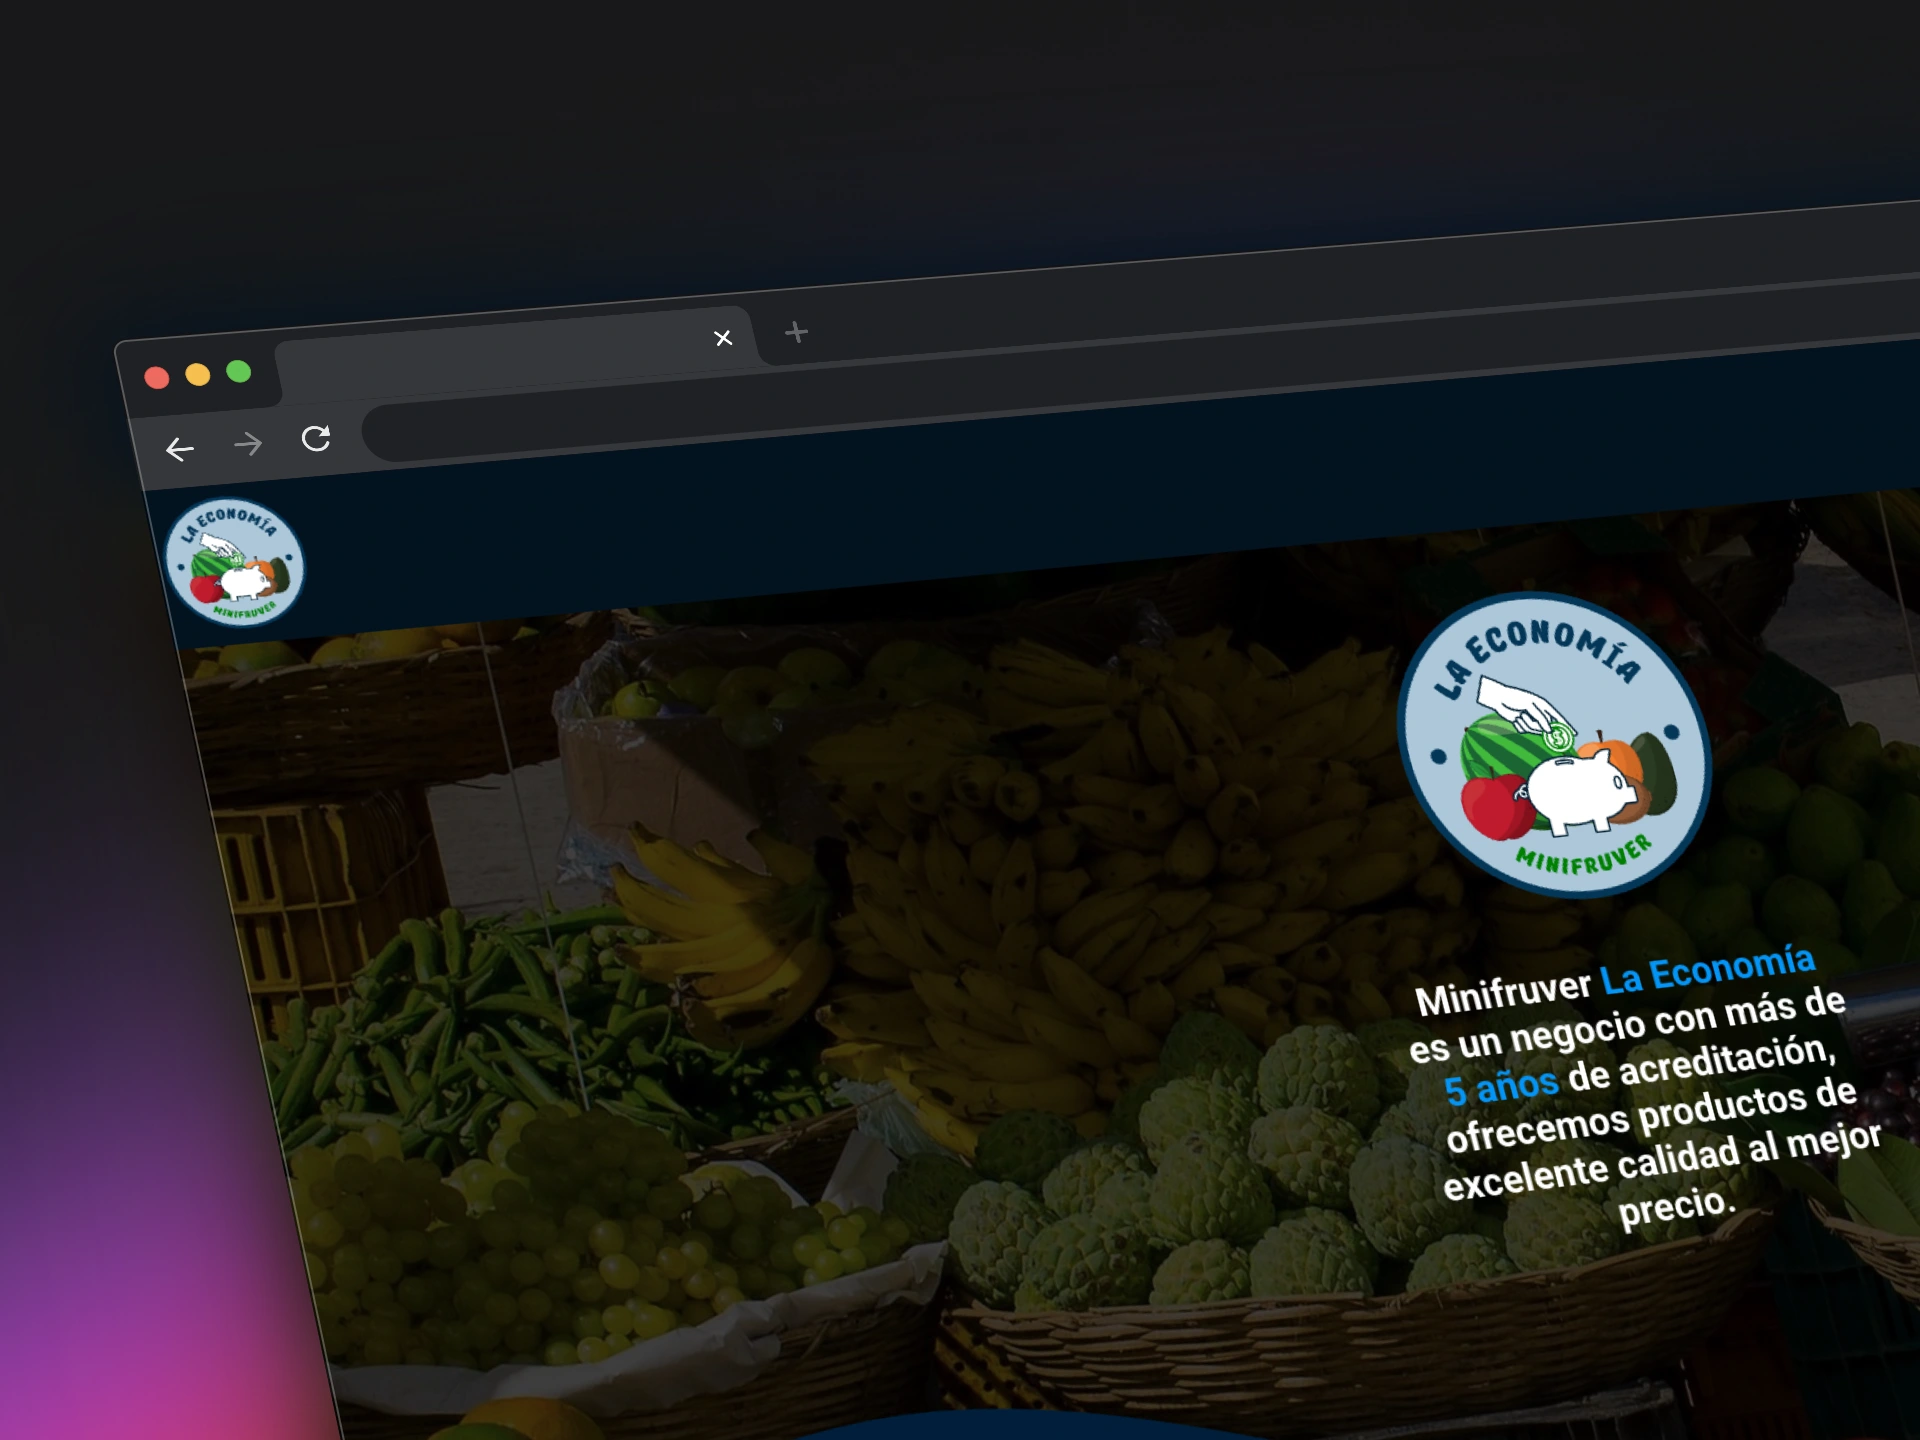 LA ECONOMÍA
MINIFRUVER
LA ECONOMÍA
$
MINIFRUVER
Minifruver La Economía
es un negocio con más de
5 años de acreditación,
ofrecemos productos de
excelente calidad al mejor
precio.